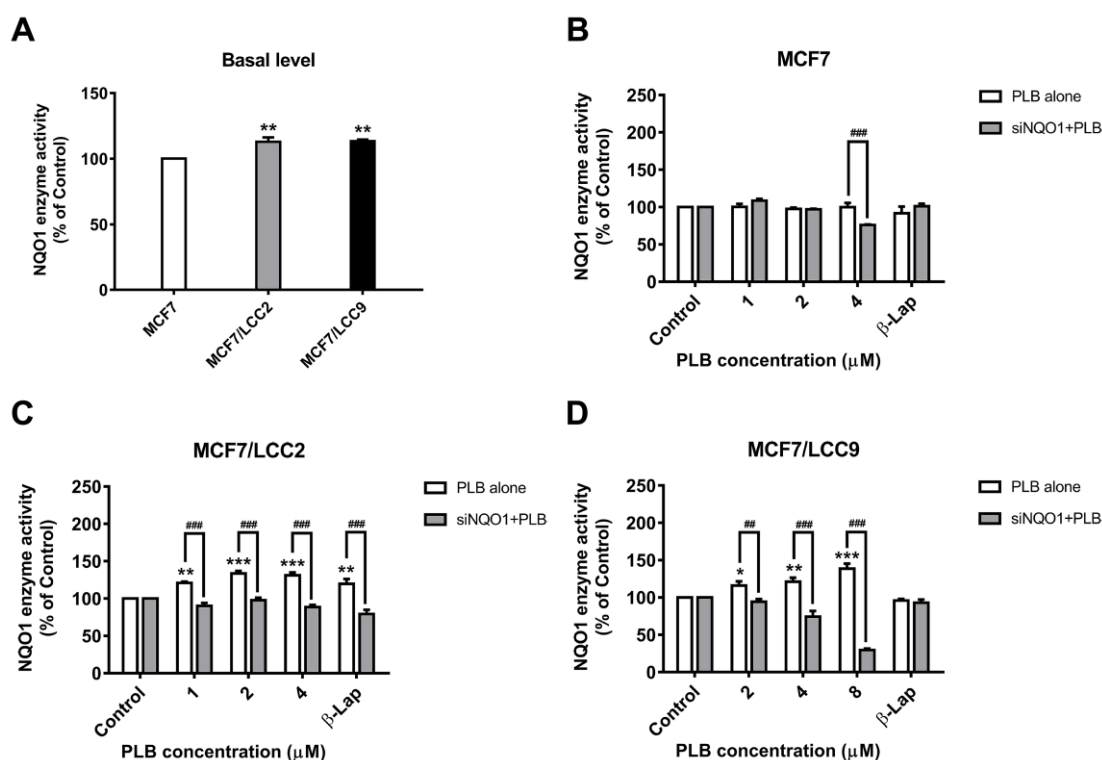 A
Basal level
NQO1 enzyme activity
(% of Control)
150
100
50
0
**
**
MCF7
MCF7/LCC2
MCF7/LCC9
B
MCF7
NQO1 enzyme activity
(% of Control)
250
200
150
100
50
0
###
PLB alone
siNQO1+PLB
Control
1
2
4
β-Lap
PLB concentration (μM)
C
MCF7/LCC2
NQO1 enzyme activity
(% of Control)
250
200
150
100
50
0
###
###
###
###
**
***
***
**
PLB alone
siNQO1+PLB
Control
1
2
4
β-Lap
PLB concentration (μM)
D
MCF7/LCC9
NQO1 enzyme activity
(% of Control)
250
200
150
100
50
0
##
###
###
*
**
***
PLB alone
siNQO1+PLB
Control
2
4
8
β-Lap
PLB concentration (μM)